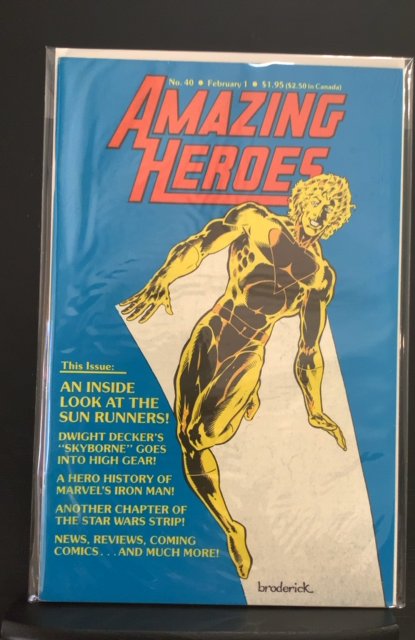 No. 40 • February 1 • $1.95 ($2.50 in Canada)
AMAZING
HEROES
This Issue:
AN INSIDE
LOOK AT THE
SUN RUNNERS!
DWIGHT DECKER'S
"SKYBORNE" GOES
INTO HIGH GEAR!
A HERO HISTORY OF
MARVEL'S IRON MAN!
ANOTHER CHAPTER OF
THE STAR WARS STRIP!
NEWS, REVIEWS, COMING
COMICS . . . AND MUCH MORE!
broderick